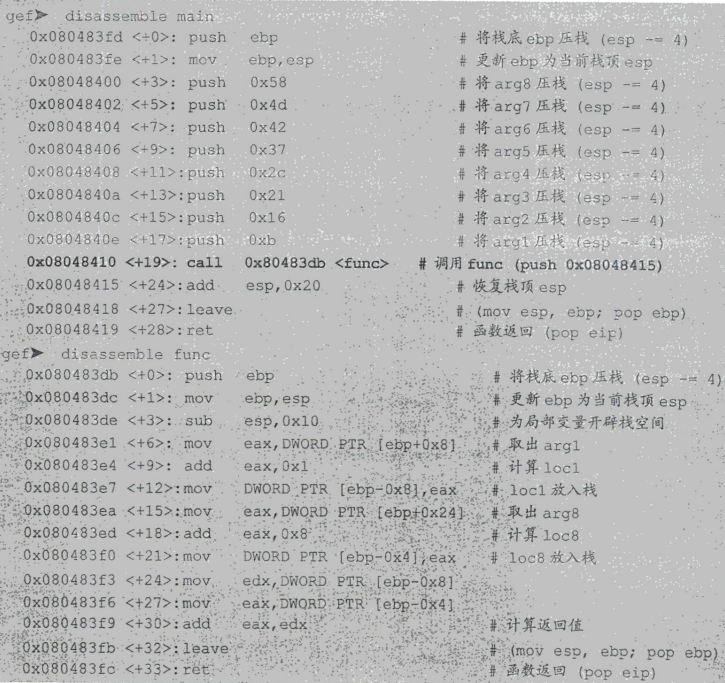 gef➤  disassemble main
0x080483fd <+0>: push ebp # 将栈底 ebp 压栈 (esp -= 4)
0x080483fe <+1>: mov ebp,esp # 更新 ebp 为当前栈顶 esp
0x08048400 <+3>: push 0x58 # 将 arg8 压栈 (esp -= 4)
0x08048402 <+5>: push 0x4d # 将 arg7 压栈 (esp -= 4)
0x08048404 <+7>: push 0x42 # 将 arg6 压栈 (esp -= 4)
0x08048406 <+9>: push 0x37 # 将 arg5 压栈 (esp -= 4)
0x08048408 <+11>:push 0x2c # 将 arg4 压栈 (esp -= 4)
0x0804840a <+13>:push 0x21 # 将 arg3 压栈 (esp -= 4)
0x0804840c <+15>:push 0x16 # 将 arg2 压栈 (esp -= 4)
0x0804840e <+17>:push 0xb # 将 arg1 压栈 (esp -= 4)
0x08048410 <+19>: call 0x80483db <func> # 调用 func (push 0x08048415)
0x08048415 <+24>:add esp,0x20 # 恢复栈顶 esp
0x08048418 <+27>:leave # (mov esp, ebp; pop ebp)
0x08048419 <+28>:ret # 函数返回 (pop eip)
gef➤  disassemble func
0x080483db <+0>: push ebp # 将栈底 ebp 压栈 (esp -= 4)
0x080483dc <+1>: mov ebp,esp # 更新 ebp 为当前栈顶 esp
0x080483de <+3>: sub esp,0x10 # 为局部变量开辟栈空间
0x080483e1 <+6>: mov eax,DWORD PTR [ebp+0x8] # 取出 arg1
0x080483e4 <+9>: add eax,0x1 # 计算 loc1
0x080483e7 <+12>:mov DWORD PTR [ebp-0x8],eax # loc1 放入栈
0x080483ea <+15>:mov eax,DWORD PTR [ebp+0x24] # 取出 arg8
0x080483ed <+18>:add eax,0x8 # 计算 loc8
0x080483f0 <+21>:mov DWORD PTR [ebp-0x4],eax # loc8 放入栈
0x080483f3 <+24>:mov edx,DWORD PTR [ebp-0x8]
0x080483f6 <+27>:mov eax,DWORD PTR [ebp-0x4]
0x080483f9 <+30>:add eax,edx # 计算返回值
0x080483fb <+32>:leave # (mov esp, ebp; pop ebp)
0x080483fc <+33>:ret # 函数返回 (pop eip)